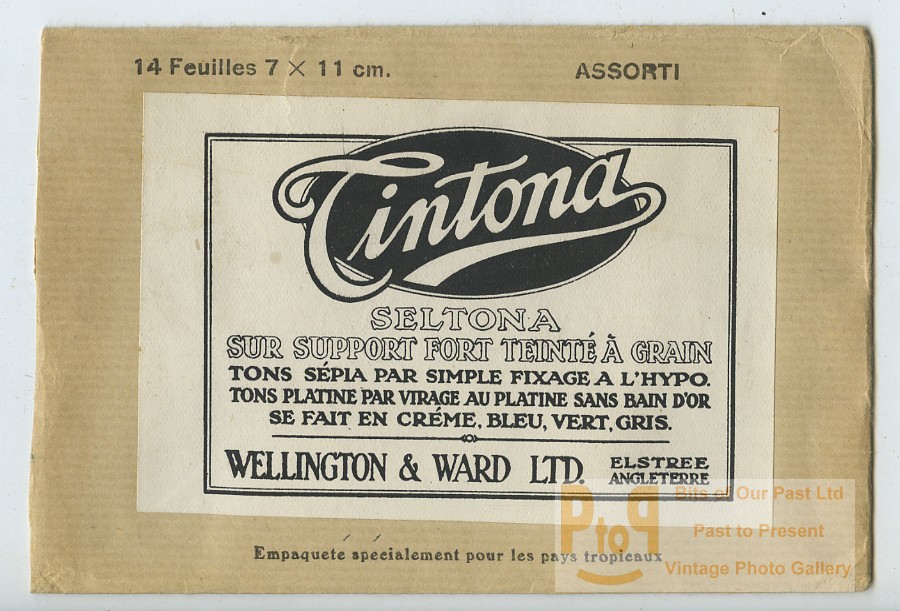 14 Feuilles 7 × 11 cm. ASSORTI
Tintona
SELTONA
SUR SUPPORT FORT TEINTÉ À GRAIN
TONS SÉPIA PAR SIMPLE FIXAGE A L'HYPO.
TONS PLATINE PAR VIRAGE AU PLATINE SANS BAIN D'OR
SE FAIT EN CRÉME, BLEU, VERT, GRIS.
WELLINGTON & WARD LTD. ELSTREE
ANGLETERRE
Empaqueté spécialement pour les pays tropicaux
PtoP
Bits of Our Past Ltd
Past to Present
Vintage Photo Gallery